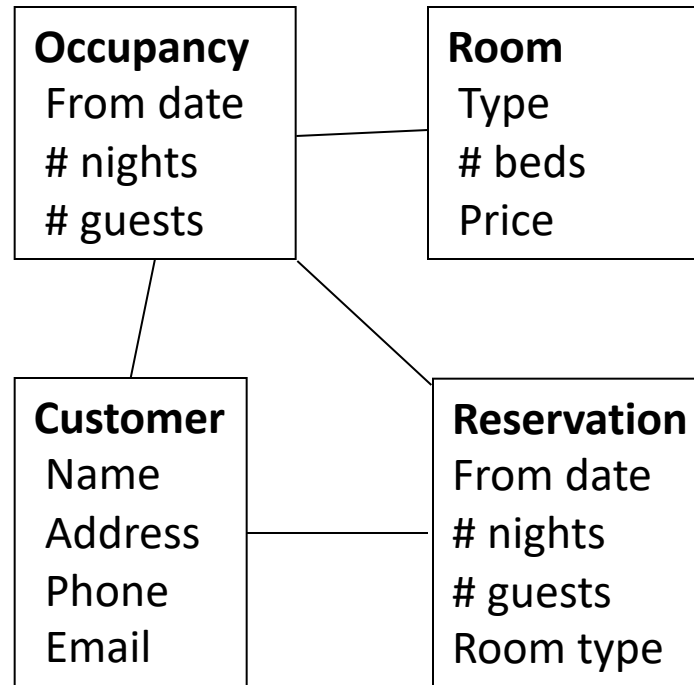 Occupancy
From date
# nights
# guests
Room
Type
# beds
Price
Customer
Name
Address
Phone
Email
Reservation
From date
# nights
# guests
Room type